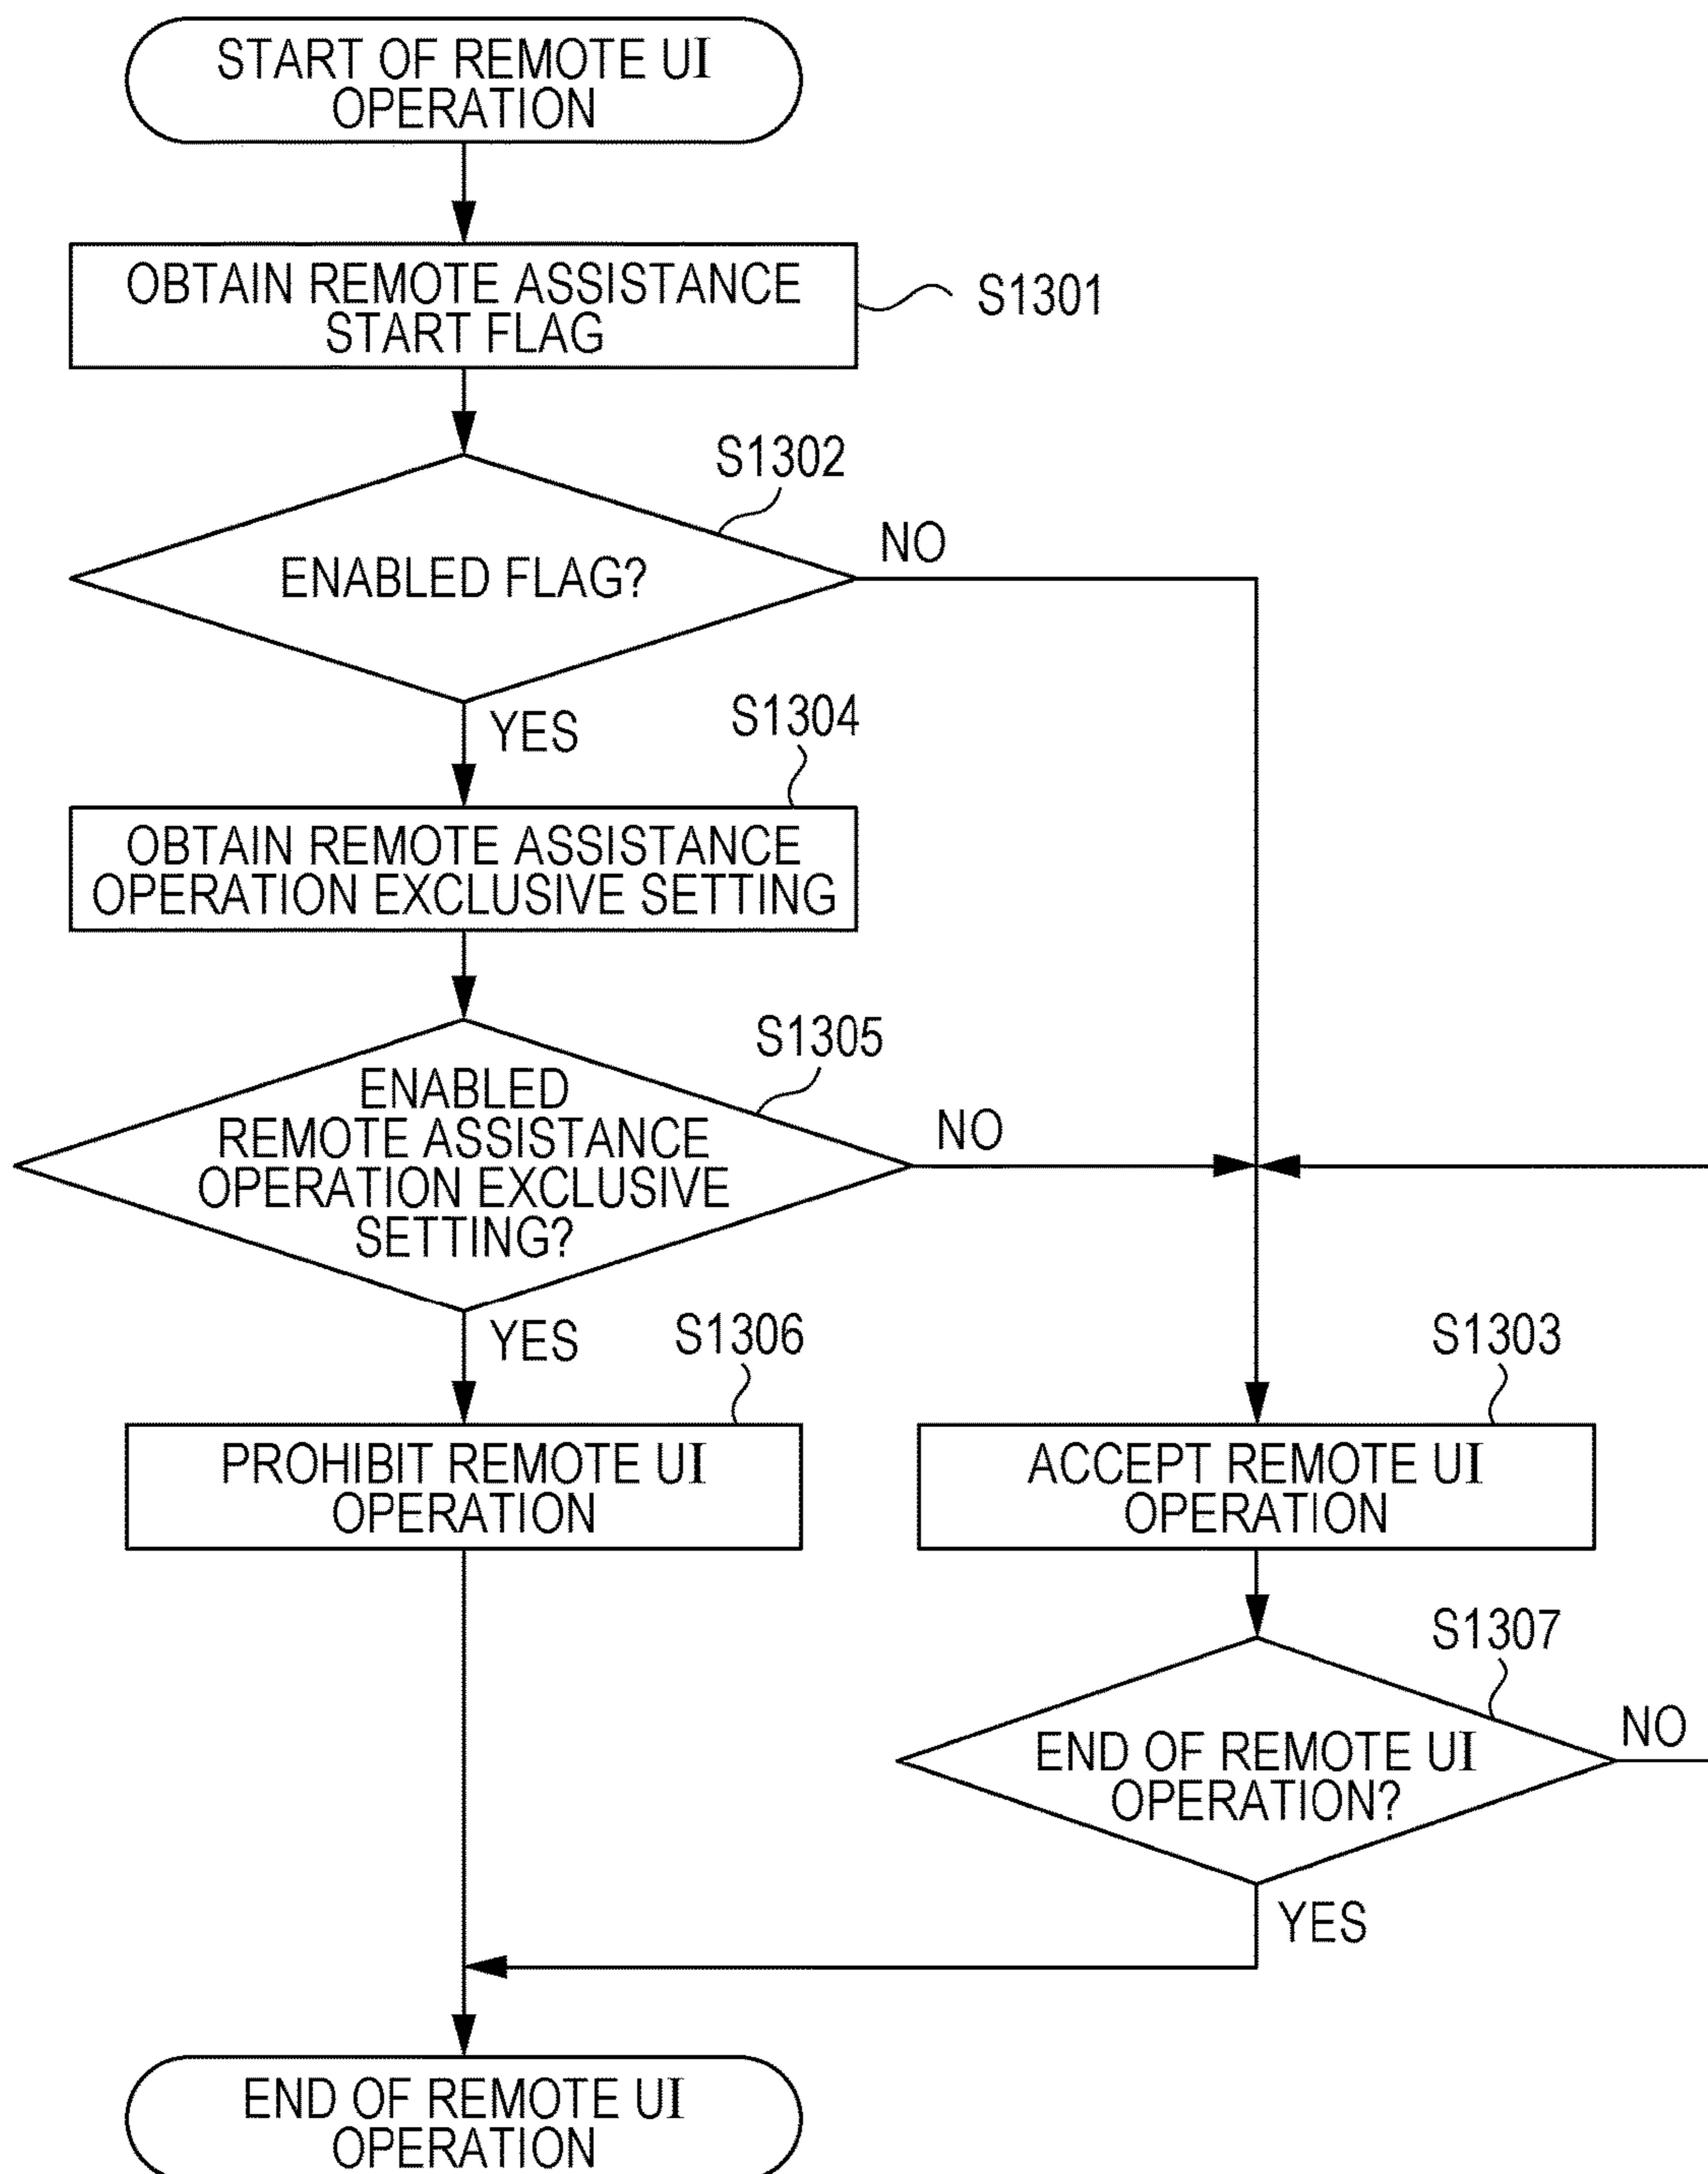 START OF REMOTE UI
OPERATION
OBTAIN REMOTE ASSISTANCE
START FLAG
S1301
S1302
ENABLED FLAG?
NO
YES
S1304
OBTAIN REMOTE ASSISTANCE
OPERATION EXCLUSIVE SETTING
S1305
ENABLED
REMOTE ASSISTANCE
OPERATION EXCLUSIVE
SETTING?
NO
YES
S1306
PROHIBIT REMOTE UI
OPERATION
S1303
ACCEPT REMOTE UI
OPERATION
S1307
END OF REMOTE UI
OPERATION?
NO
YES
END OF REMOTE UI
OPERATION